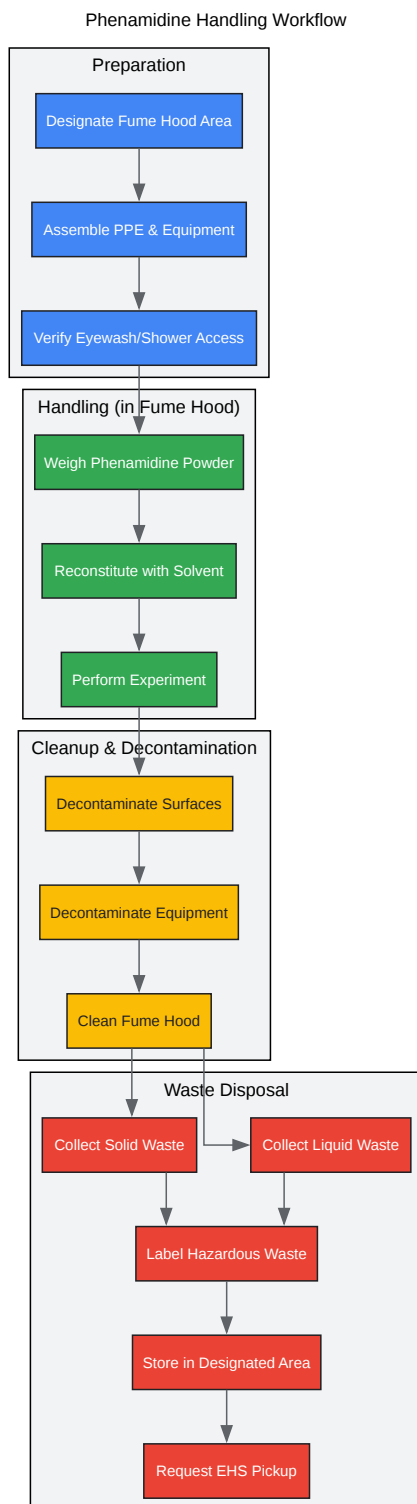 Phenamidine Handling Workflow
Preparation
Designate Fume Hood Area
Assemble PPE & Equipment
Verify Eyewash/Shower Access
Handling (in Fume Hood)
Weigh Phenamidine Powder
Reconstitute with Solvent
Perform Experiment
Cleanup & Decontamination
Decontaminate Surfaces
Decontaminate Equipment
Clean Fume Hood
Waste Disposal
Collect Solid Waste
Collect Liquid Waste
Label Hazardous Waste
Store in Designated Area
Request EHS Pickup